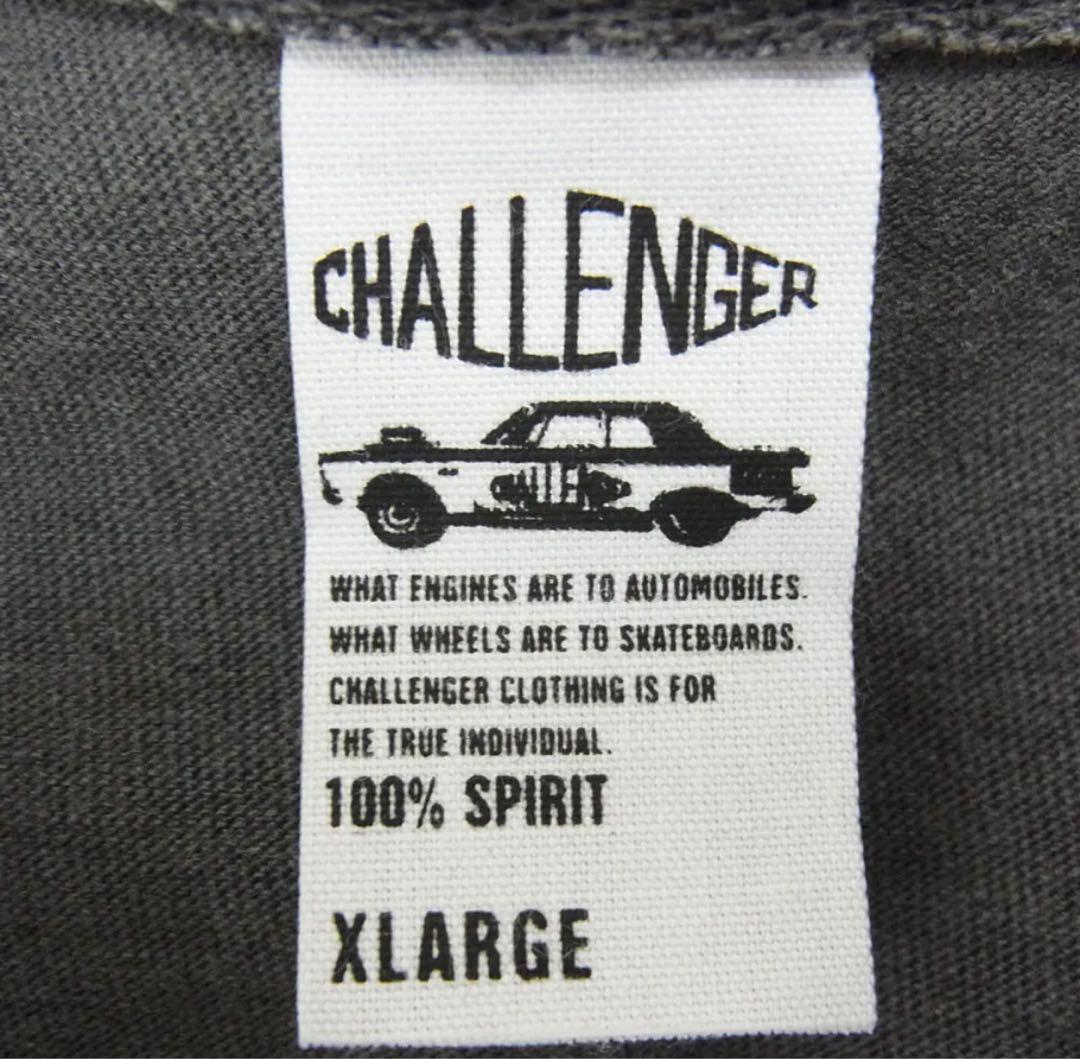 CHALLENGER
WHAT ENGINES ARE TO AUTOMOBILES.
WHAT WHEELS ARE TO SKATEBOARDS.
CHALLENGER CLOTHING IS FOR
THE TRUE INDIVIDUAL.
100% SPIRIT
XLARGE